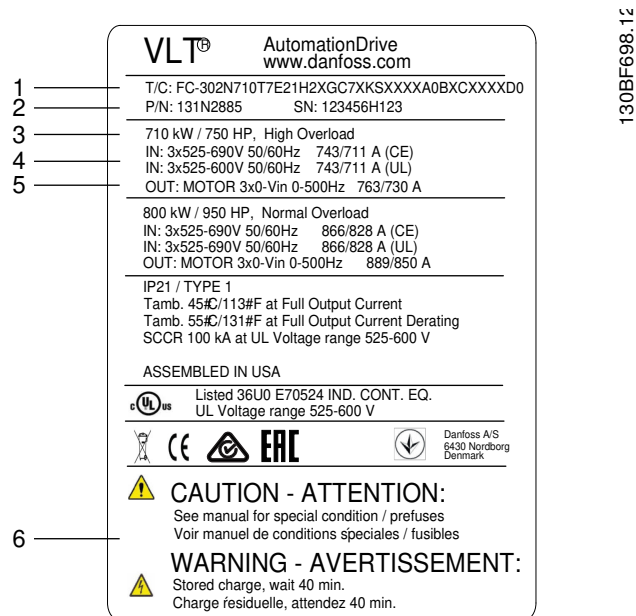 VLT® AutomationDrive
www.danfoss.com
1 T/C: FC-302N710T7E21H2XGC7XKSXXXXA0BXCXXXXD0
2 P/N: 131N2885 SN: 123456H123
3 710 kW / 750 HP, High Overload
4 IN: 3x525-690V 50/60Hz 743/711 A (CE)
IN: 3x525-600V 50/60Hz 743/711 A (UL)
5 OUT: MOTOR 3x0-Vin 0-500Hz 763/730 A
800 kW / 950 HP, Normal Overload
IN: 3x525-690V 50/60Hz 866/828 A (CE)
IN: 3x525-690V 50/60Hz 866/828 A (UL)
OUT: MOTOR 3x0-Vin 0-500Hz 889/850 A
IP21 / TYPE 1
Tamb. 45#C/113#F at Full Output Current
Tamb. 55#C/131#F at Full Output Current Derating
SCCR 100 kA at UL Voltage range 525-600 V
ASSEMBLED IN USA
c UL us Listed 36U0 E70524 IND. CONT. EQ.
UL Voltage range 525-600 V
CE EAC
Danfoss A/S
6430 Nordborg
Denmark
CAUTION - ATTENTION:
See manual for special condition / prefuses
Voir manuel de conditions śpeciales / fusibles
6
WARNING - AVERTISSEMENT:
Stored charge, wait 40 min.
Charge ŕesiduelle, attendez 40 min.
130BF698.12